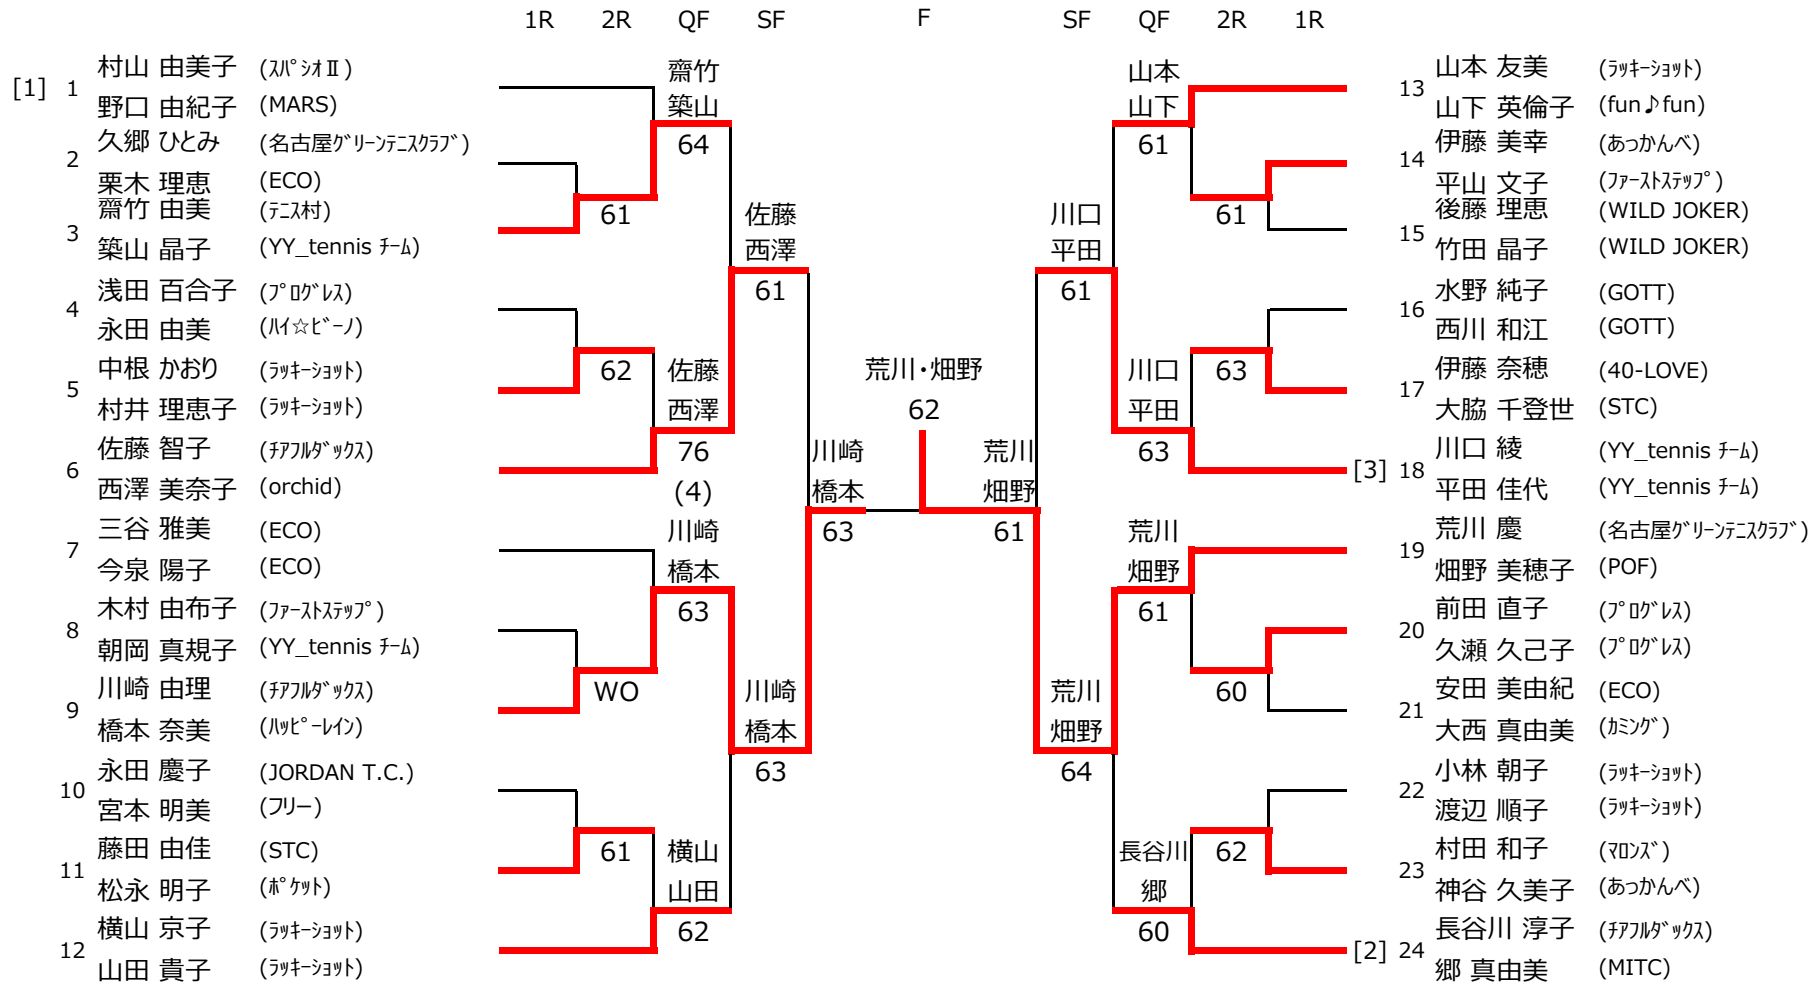 1R 2R QF SF F SF QF 2R 1R
[1] 1 村山 由美子 (ｽﾊﾟｼｵⅡ)
野口 由紀子 (MARS)
2 久郷 ひとみ (名古屋ｸﾞﾘｰﾝﾃﾆｽｸﾗﾌﾞ)
栗木 理恵 (ECO)
3 齋竹 由美 (ﾃﾆｽ村)
築山 晶子 (YY_tennis ﾁｰﾑ)
4 浅田 百合子 (ﾌﾟﾛｸﾞﾚｽ)
永田 由美 (ﾊｲ☆ﾋﾞｰﾉ)
5 中根 かおり (ﾗｯｷｰｼｮｯﾄ)
村井 理恵子 (ﾗｯｷｰｼｮｯﾄ)
6 佐藤 智子 (ﾁｱﾌﾙﾀﾞｯｸｽ)
西澤 美奈子 (orchid)
7 三谷 雅美 (ECO)
今泉 陽子 (ECO)
8 木村 由布子 (ﾌｧｰｽﾄｽﾃｯﾌﾟ)
朝岡 真規子 (YY_tennis ﾁｰﾑ)
9 川崎 由理 (ﾁｱﾌﾙﾀﾞｯｸｽ)
橋本 奈美 (ﾊｯﾋﾟｰﾚｲﾝ)
10 永田 慶子 (JORDAN T.C.)
宮本 明美 (フリー)
11 藤田 由佳 (STC)
松永 明子 (ﾎﾟｹｯﾄ)
12 横山 京子 (ﾗｯｷｰｼｮｯﾄ)
山田 貴子 (ﾗｯｷｰｼｮｯﾄ)
61
62
WO
61
齋竹
築山
64
佐藤
西澤
76
(4)
川崎
橋本
63
横山
山田
62
佐藤
西澤
61
川崎
橋本
63
川崎
橋本
63
荒川・畑野
62
荒川
畑野
61
川口
平田
61
荒川
畑野
64
山本
山下
61
川口
平田
63
荒川
畑野
61
長谷川
郷
60
61
63
60
62
13 山本 友美 (ﾗｯｷｰｼｮｯﾄ)
山下 英倫子 (fun♪fun)
14 伊藤 美幸 (あっかんべ)
平山 文子 (ﾌｧｰｽﾄｽﾃｯﾌﾟ)
15 後藤 理恵 (WILD JOKER)
竹田 晶子 (WILD JOKER)
16 水野 純子 (GOTT)
西川 和江 (GOTT)
17 伊藤 奈穂 (40-LOVE)
大脇 千登世 (STC)
[3] 18 川口 綾 (YY_tennis ﾁｰﾑ)
平田 佳代 (YY_tennis ﾁｰﾑ)
19 荒川 慶 (名古屋ｸﾞﾘｰﾝﾃﾆｽｸﾗﾌﾞ)
畑野 美穂子 (POF)
20 前田 直子 (ﾌﾟﾛｸﾞﾚｽ)
久瀬 久己子 (ﾌﾟﾛｸﾞﾚｽ)
21 安田 美由紀 (ECO)
大西 真由美 (ｶﾐﾝｸﾞ)
22 小林 朝子 (ﾗｯｷｰｼｮｯﾄ)
渡辺 順子 (ﾗｯｷｰｼｮｯﾄ)
23 村田 和子 (ﾏﾛﾝｽﾞ)
神谷 久美子 (あっかんべ)
[2] 24 長谷川 淳子 (ﾁｱﾌﾙﾀﾞｯｸｽ)
郷 真由美 (MITC)